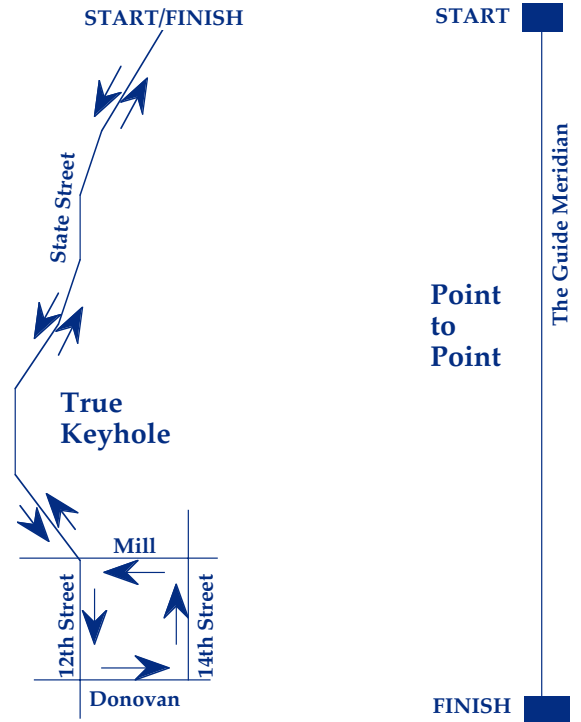 START/FINISH
State Street
True
Keyhole
Mill
12th Street
14th Street
Donovan
START
The Guide Meridian
Point
to
Point
FINISH